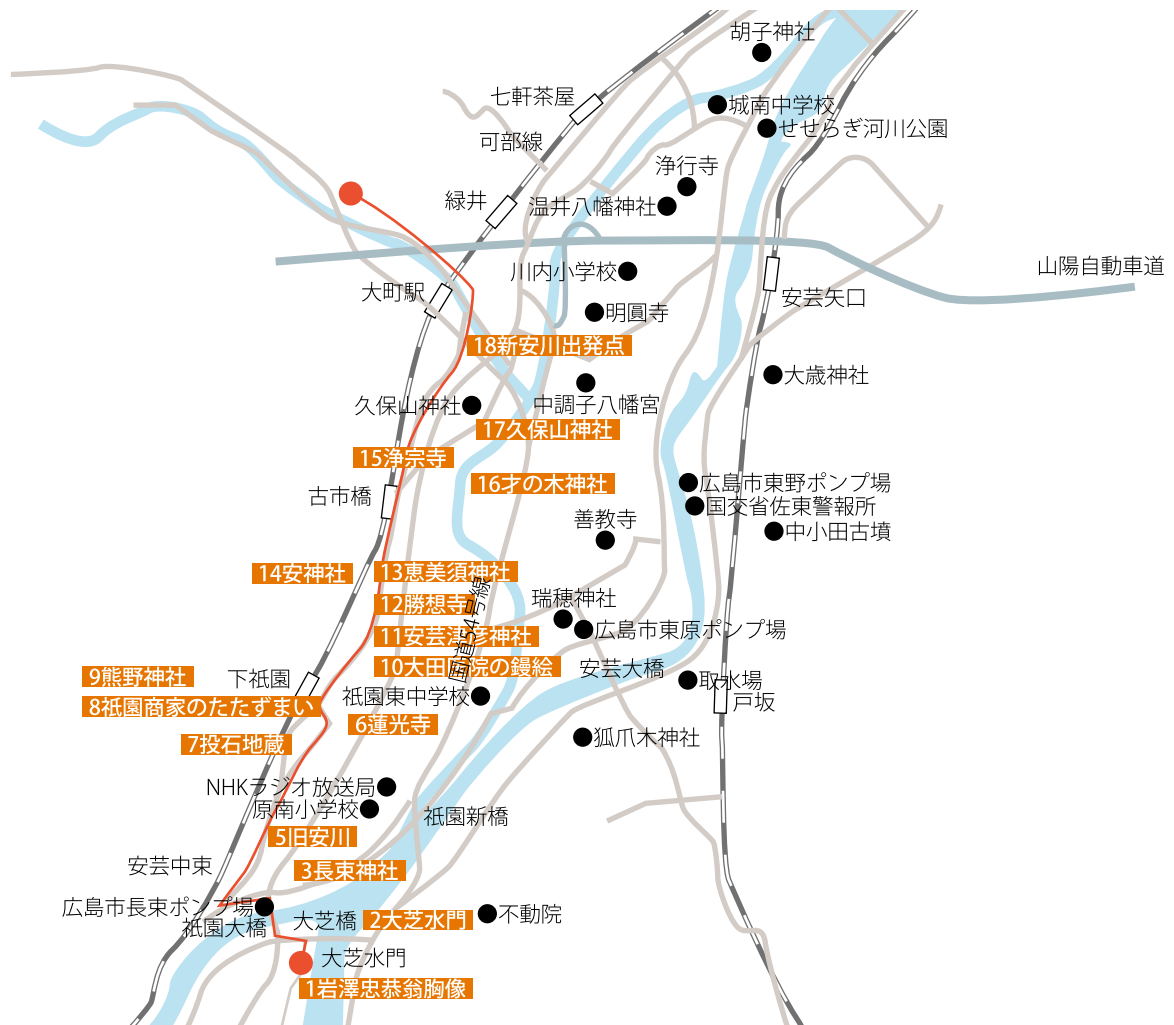 胡子神社
七軒茶屋
城南中学校
せせらぎ河川公園
可部線
浄行寺
緑井
温井八幡神社
山陽自動車道
川内小学校
大町駅
安芸矢口
明圓寺
18新安川出発点
大歳神社
久保山神社
中調子八幡宮
17久保山神社
15浄宗寺
16才の木神社
広島市東野ポンプ場
古市橋
国交省佐東警報所
善教寺
中小田古墳
14安神社
13恵美須神社
国道54号線
12勝想寺
瑞穂神社
広島市東原ポンプ場
11安芸津彦神社
10大田医院の鏝絵
安芸大橋
9熊野神社
下祇園
取水場
祇園東中学校
戸坂
8祇園商家のたたずまい
6蓮光寺
7投石地蔵
狐爪木神社
NHKラジオ放送局
原南小学校
祇園新橋
5旧安川
安芸中束
3長束神社
広島市長束ポンプ場
祇園大橋
大芝橋
2大芝水門
不動院
大芝水門
1岩澤忠恭翁胸像